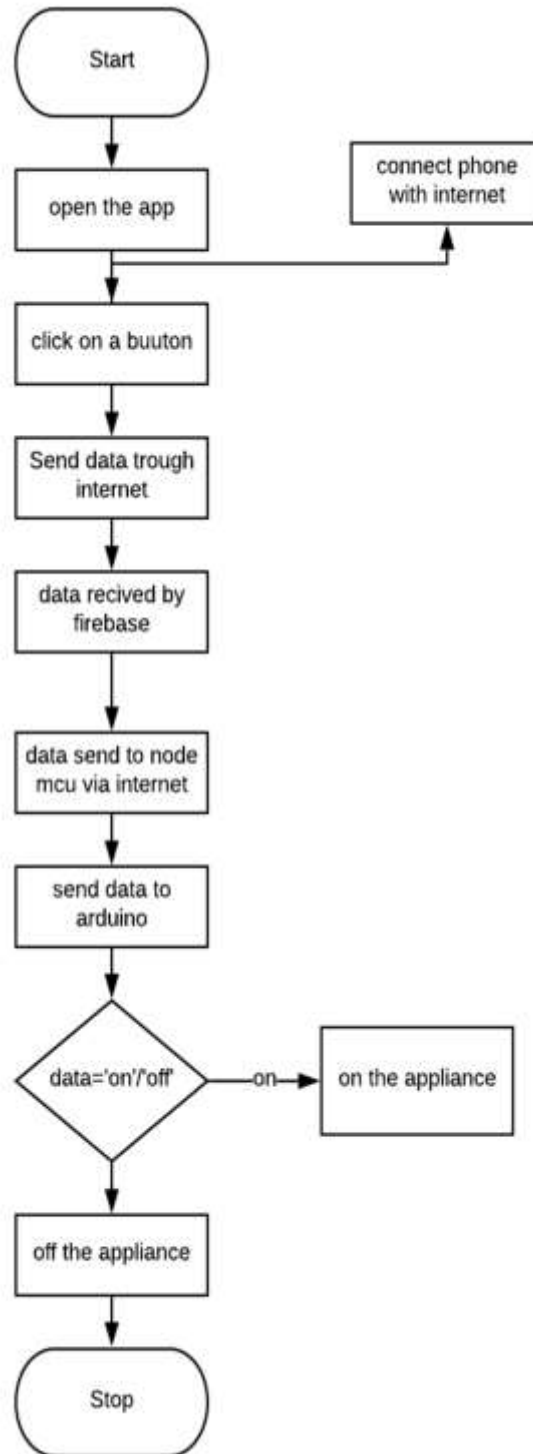 Start
open the app
connect phone
with internet
click on a buuton
Send data trough
internet
data recived by
firebase
data send to node
mcu via internet
send data to
arduino
data='on'/'off'
on
on the appliance
off the appliance
Stop